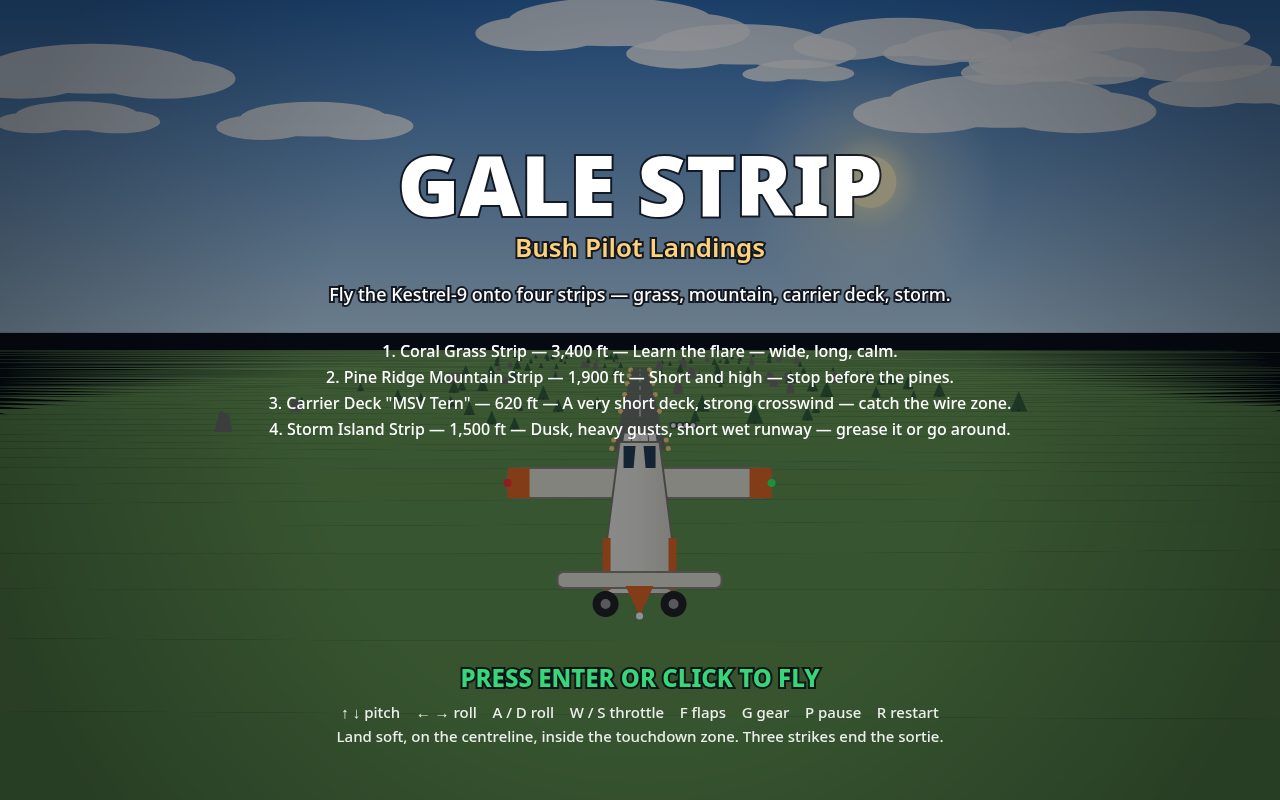 GALE STRIP
Bush Pilot Landings
Fly the Kestrel-9 onto four strips — grass, mountain, carrier deck, storm.
1. Coral Grass Strip — 3,400 ft — Learn the flare — wide, long, calm.
2. Pine Ridge Mountain Strip — 1,900 ft — Short and high — stop before the pines.
3. Carrier Deck "MSV Tern" — 620 ft — A very short deck, strong crosswind — catch the wire zone.
4. Storm Island Strip — 1,500 ft — Dusk, heavy gusts, short wet runway — grease it or go around.
PRESS ENTER OR CLICK TO FLY
↑ ↓ pitch ← → roll A / D roll W / S throttle F flaps G gear P pause R restart
Land soft, on the centreline, inside the touchdown zone. Three strikes end the sortie.